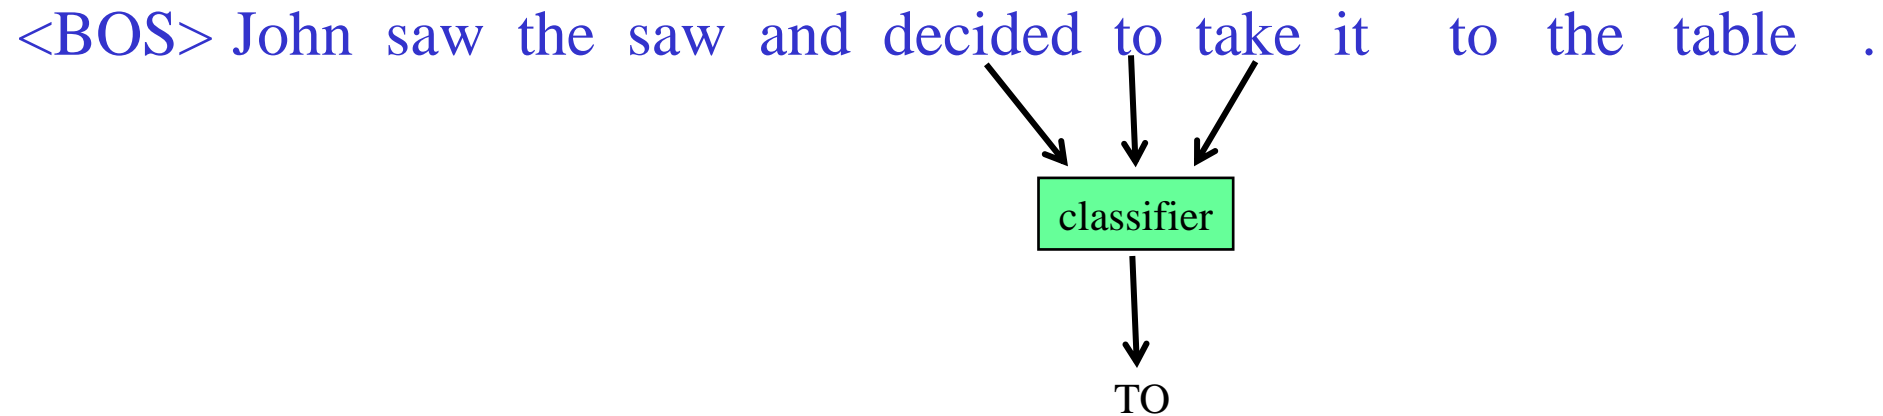 <BOS> John saw the saw and decided to take it to the table .
classifier
TO